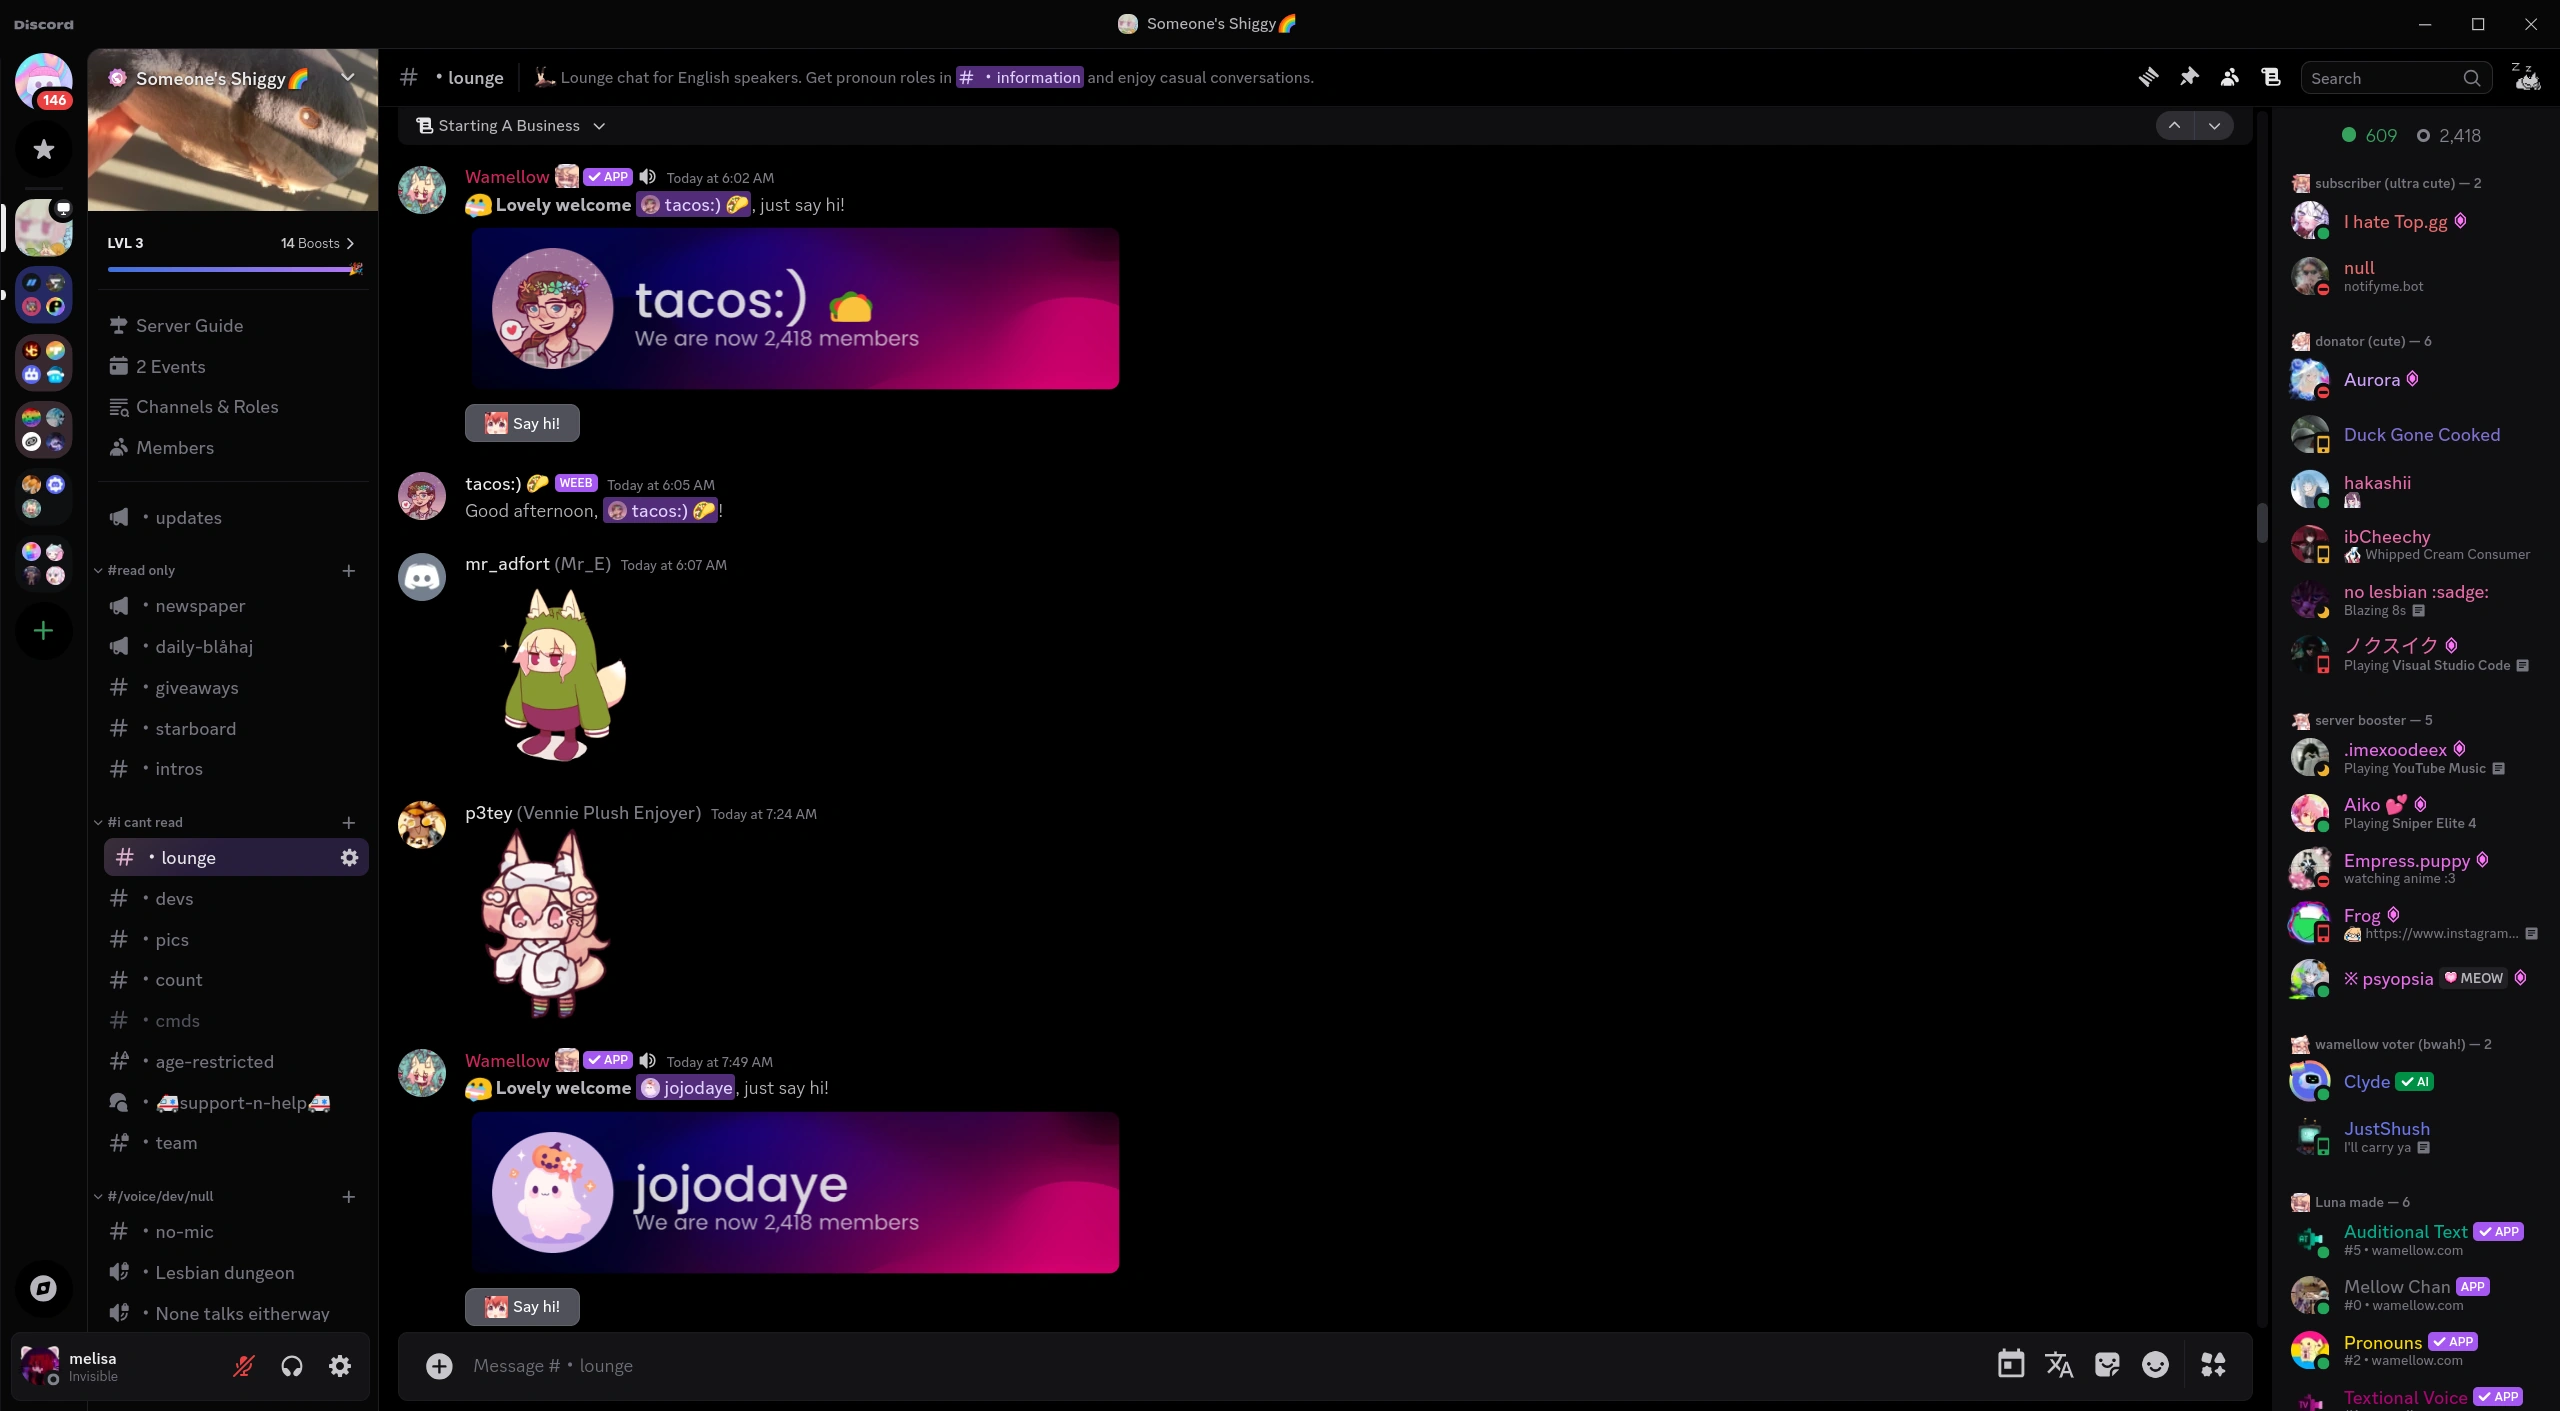 Discord
Someone's Shiggy🌈
146
Someone's Shiggy🌈
LVL 3
14 Boosts
Server Guide
2 Events
Channels & Roles
Members
• updates
#read only
• newspaper
• daily-blåhaj
• giveaways
• starboard
• intros
#i cant read
• lounge
• devs
• pics
• count
• cmds
• age-restricted
• 🚑support-n-help🚑
• team
#/voice/dev/null
• no-mic
• Lesbian dungeon
• None talks eitherway
melisa
Invisible
# • lounge
Lounge chat for English speakers. Get pronoun roles in # • information and enjoy casual conversations.
Search
Starting A Business
Wamellow ✓ APP Today at 6:02 AM
Lovely welcome tacos:) 🌮, just say hi!
tacos:) 🌮
We are now 2,418 members
Say hi!
tacos:) 🌮 WEEB Today at 6:05 AM
Good afternoon, tacos:) 🌮!
mr_adfort (Mr_E) Today at 6:07 AM
p3tey (Vennie Plush Enjoyer) Today at 7:24 AM
Wamellow ✓ APP Today at 7:49 AM
Lovely welcome jojodaye, just say hi!
jojodaye
We are now 2,418 members
Say hi!
Message # • lounge
609 2,418
subscriber (ultra cute) — 2
I hate Top.gg
null
notifyme.bot
donator (cute) — 6
Aurora
Duck Gone Cooked
hakashii
ibCheechy
Whipped Cream Consumer
no lesbian :sadge:
Blazing 8s
ノクスイク
Playing Visual Studio Code
server booster — 5
.imexoodeex
Playing YouTube Music
Aiko 💕
Playing Sniper Elite 4
Empress.puppy
watching anime :3
Frog
https://www.instagram...
※ psyopsia MEOW
wamellow voter (bwah!) — 2
Clyde ✓ AI
JustShush
I'll carry ya
Luna made — 6
Auditional Text ✓ APP
#5 • wamellow.com
Mellow Chan APP
#0 • wamellow.com
Pronouns ✓ APP
#2 • wamellow.com
Textional Voice ✓ APP